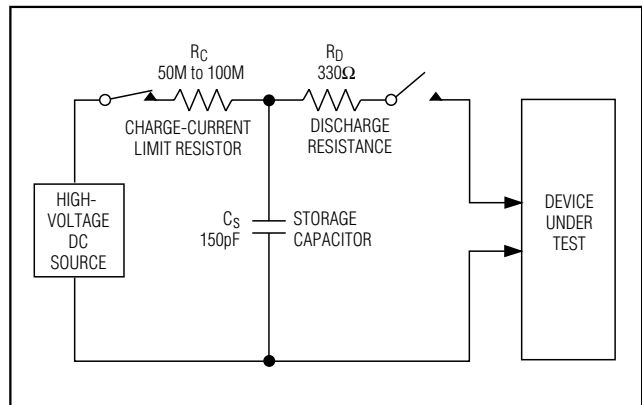 RC
50M to 100M
RD
330Ω
CHARGE-CURRENT
LIMIT RESISTOR
DISCHARGE
RESISTANCE
HIGH-
VOLTAGE
DC
SOURCE
CS
150pF
STORAGE
CAPACITOR
DEVICE
UNDER
TEST